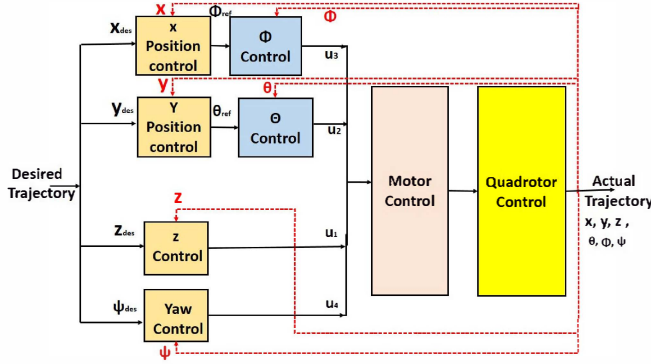 x
Φref
Φ
xdes
x
Position
control
Φ
Control
u3
y
θ
ydes
Y
Position
control
θref
Θ
Control
u2
Desired
Trajectory
Motor
Control
Quadrotor
Control
Actual
Trajectory
x, y, z ,
θ, Φ, ψ
z
zdes
z
Control
u1
ψdes
Yaw
Control
u4
ψ